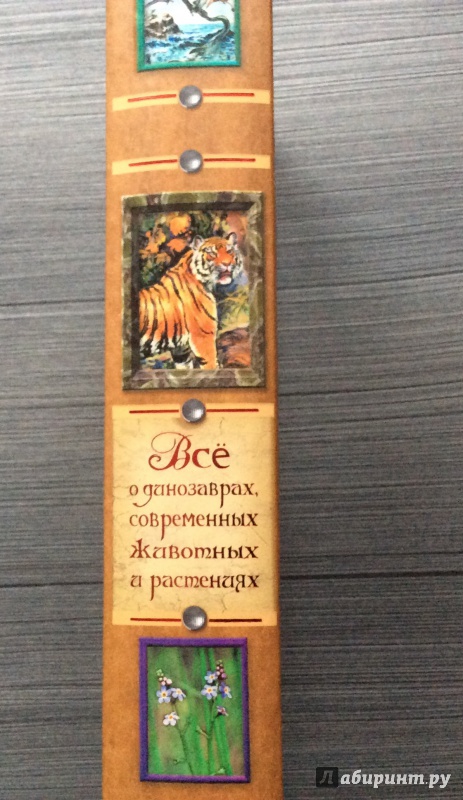 Всё
о динозаврах,
современных
животных
и растениях
Лабиринт.ру